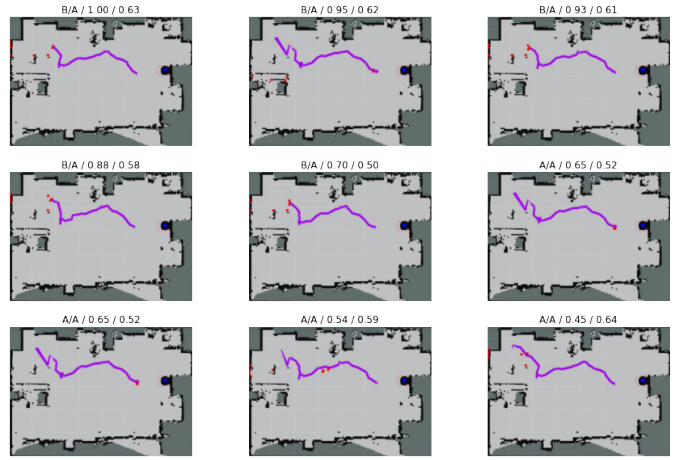 B/A / 1.00 / 0.63
B/A / 0.95 / 0.62
B/A / 0.93 / 0.61
B/A / 0.88 / 0.58
B/A / 0.70 / 0.50
A/A / 0.65 / 0.52
A/A / 0.65 / 0.52
A/A / 0.54 / 0.59
A/A / 0.45 / 0.64